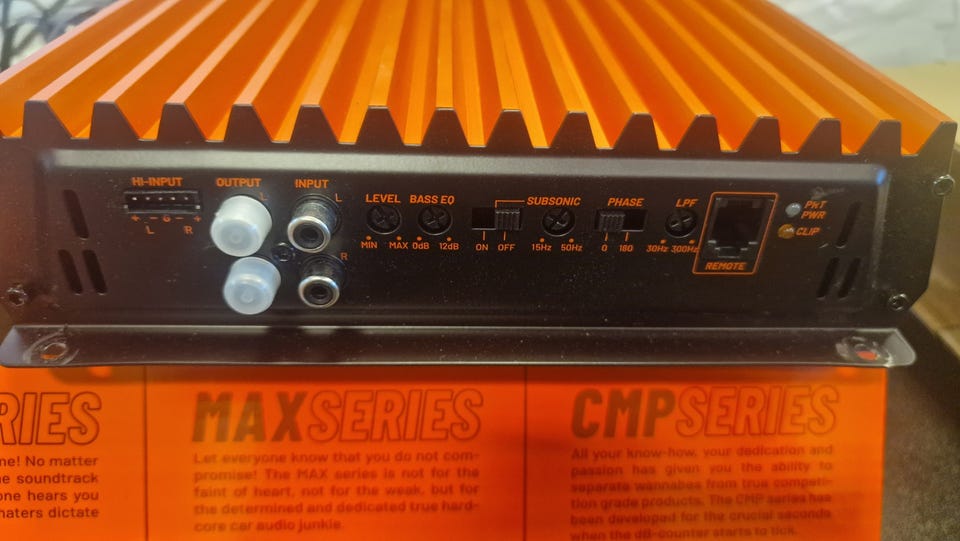 HI-INPUT
+ - G - +
L R
OUTPUT
L
INPUT
L
R
LEVEL
MIN MAX
BASS EQ
0dB 12dB
SUBSONIC
ON OFF
15Hz 50Hz
PHASE
0 180
LPF
30Hz 300Hz
REMOTE
PRT
PWR
CLIP
RIES
me! No matter
e soundtrack
one hears you
haters dictate
MAXSERIES
Let everyone know that you do not com-
promise! The MAX series is not for the
faint of heart, not for the weak, but for
the determined and dedicated true hard-
core car audio junkie.
CMPSERIES
All your know-how, your dedication and
passion has given you the ability to
separate wannabes from true competi-
tion grade products. The CMP series has
been developed for the crucial seconds
when the dB-counter starts to tick.